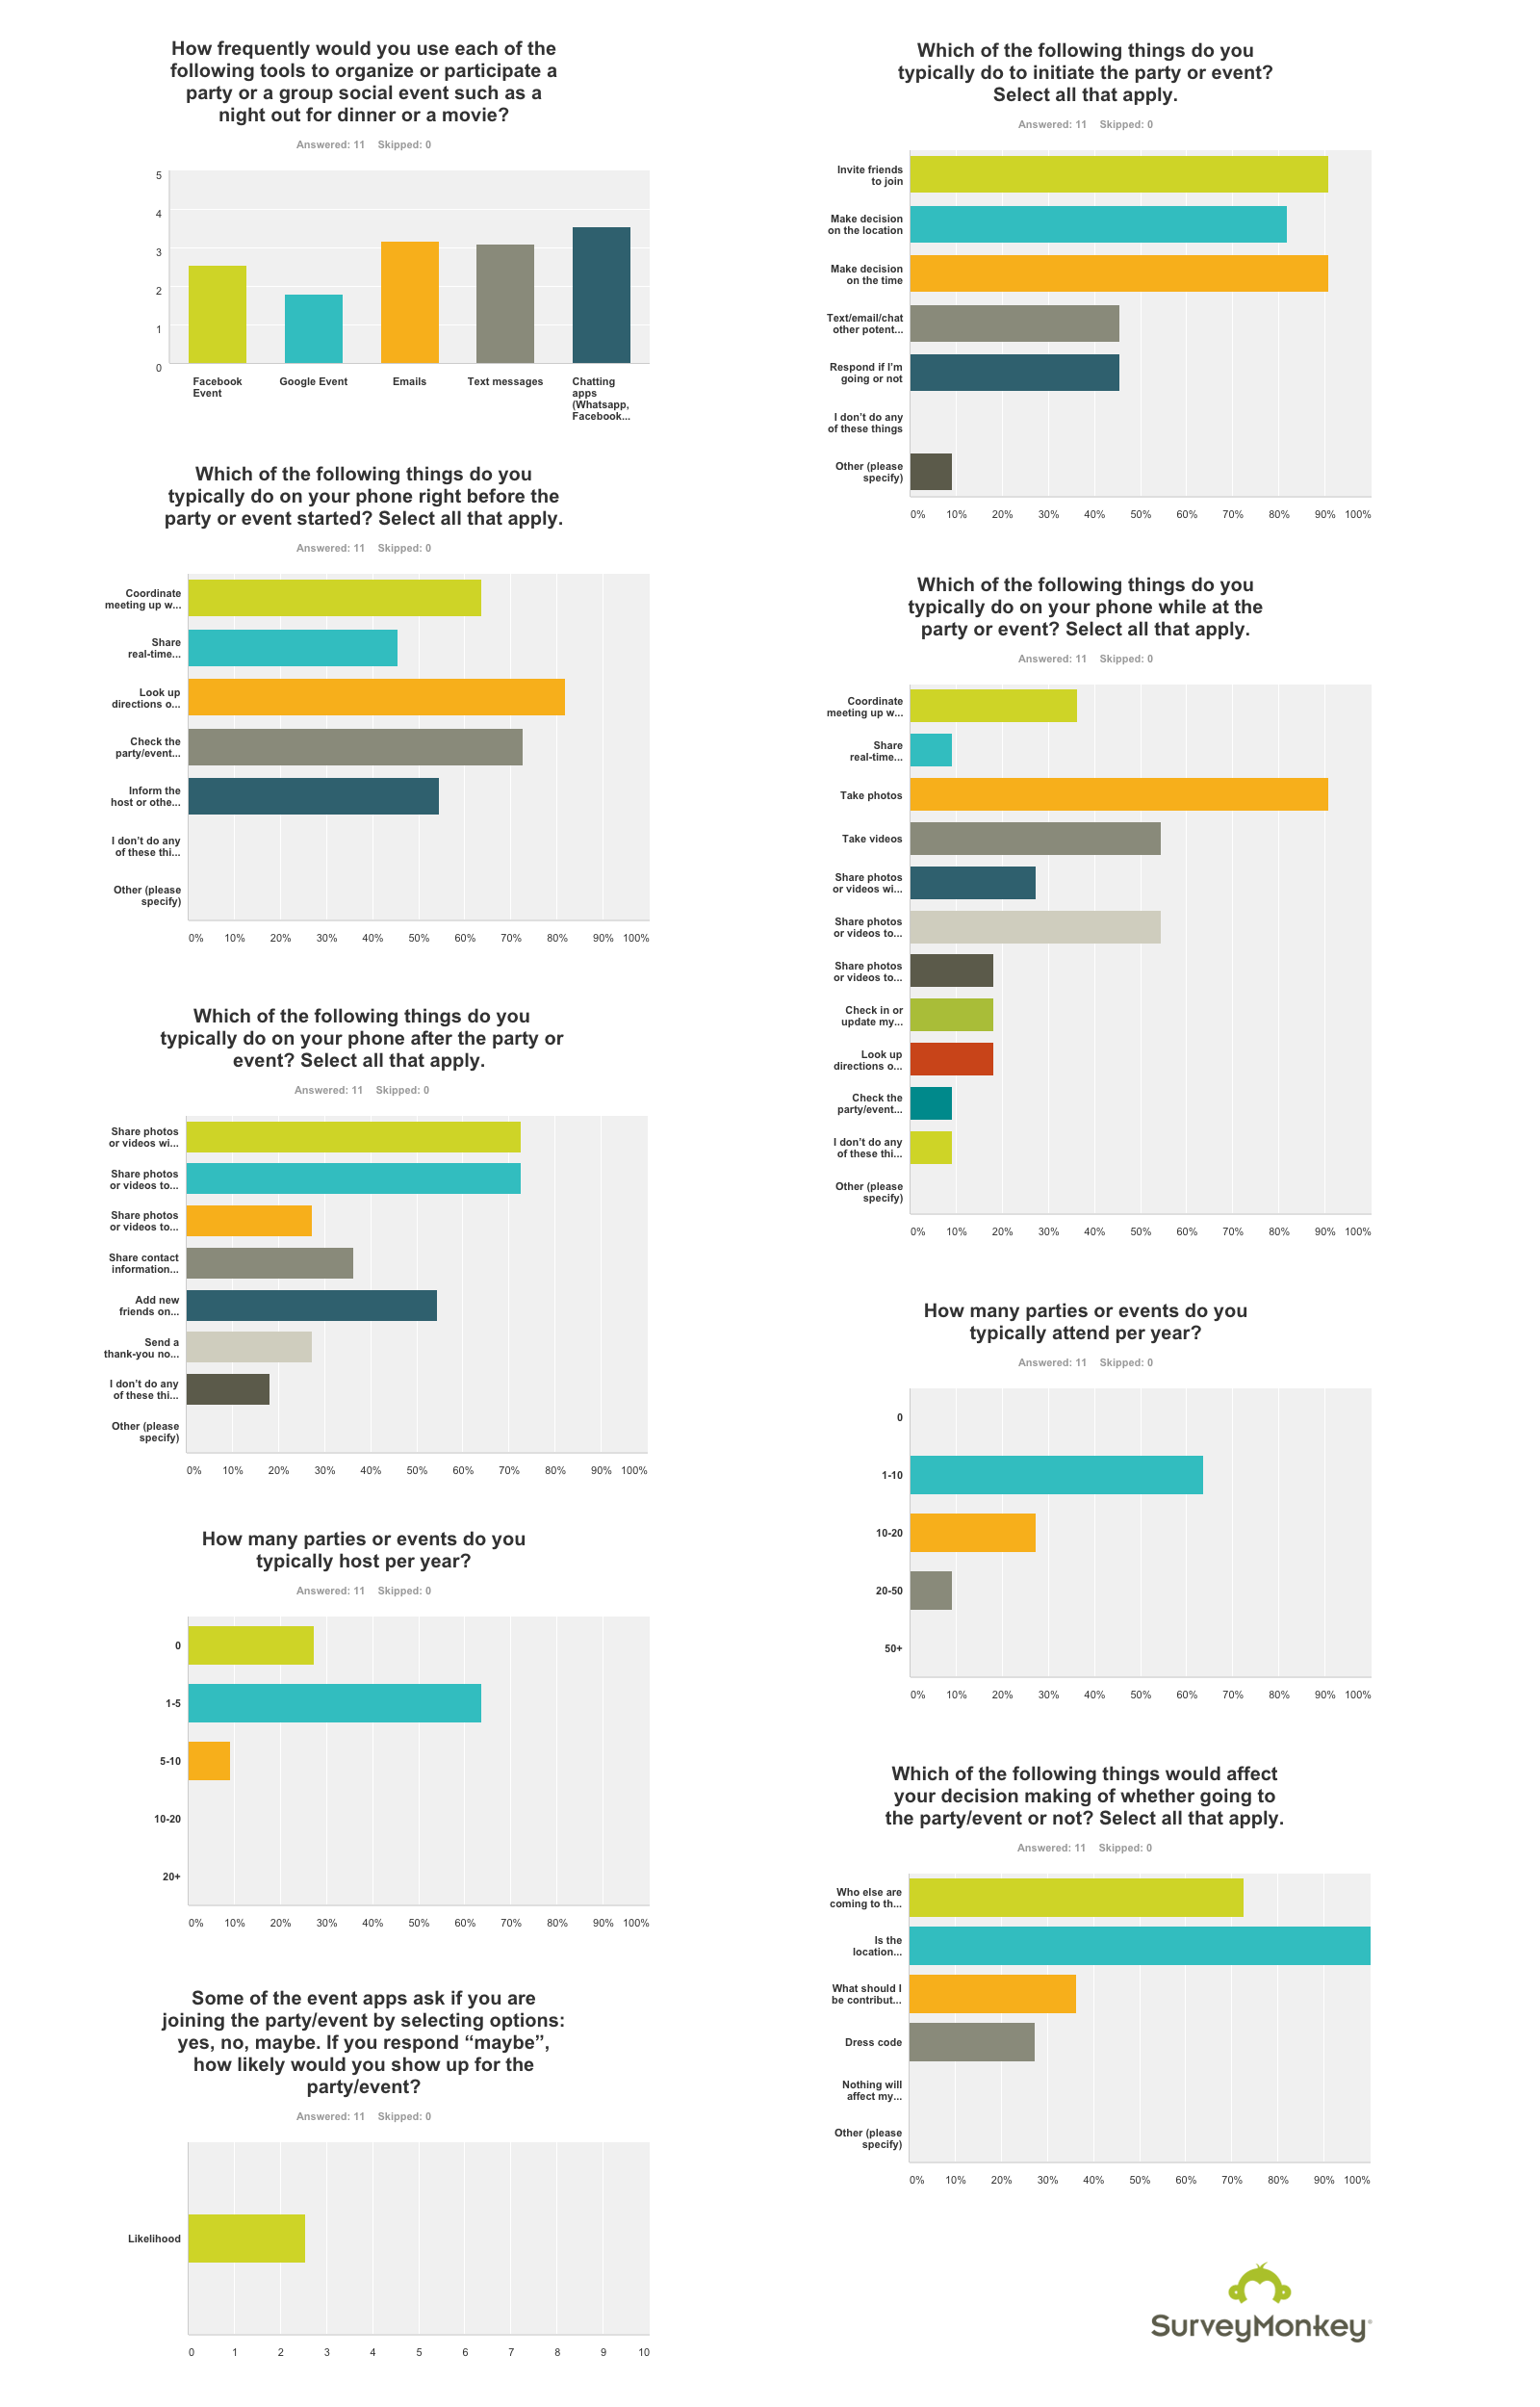 How frequently would you use each of the
following tools to organize or participate a
party or a group social event such as a
night out for dinner or a movie?
Answered: 11 Skipped: 0
5
4
3
2
1
0
Facebook
Event
Google Event
Emails
Text messages
Chatting
apps
(Whatsapp,
Facebook...
Which of the following things do you
typically do to initiate the party or event?
Select all that apply.
Answered: 11 Skipped: 0
Invite friends
to join
Make decision
on the location
Make decision
on the time
Text/email/chat
other potent...
Respond if I'm
going or not
I don't do any
of these things
Other (please
specify)
0% 10% 20% 30% 40% 50% 60% 70% 80% 90% 100%
Which of the following things do you
typically do on your phone right before the
party or event started? Select all that apply.
Answered: 11 Skipped: 0
Coordinate
meeting up w...
Share
real-time...
Look up
directions o...
Check the
party/event...
Inform the
host or othe...
I don't do any
of these thi...
Other (please
specify)
0% 10% 20% 30% 40% 50% 60% 70% 80% 90% 100%
Which of the following things do you
typically do on your phone while at the
party or event? Select all that apply.
Answered: 11 Skipped: 0
Coordinate
meeting up w...
Share
real-time...
Take photos
Take videos
Share photos
or videos wi...
Share photos
or videos to...
Share photos
or videos to...
Check in or
update my...
Look up
directions o...
Check the
party/event...
I don't do any
of these thi...
Other (please
specify)
0% 10% 20% 30% 40% 50% 60% 70% 80% 90% 100%
Which of the following things do you
typically do on your phone after the party or
event? Select all that apply.
Answered: 11 Skipped: 0
Share photos
or videos wi...
Share photos
or videos to...
Share photos
or videos to...
Share contact
information...
Add new
friends on...
Send a
thank-you no...
I don't do any
of these thi...
Other (please
specify)
0% 10% 20% 30% 40% 50% 60% 70% 80% 90% 100%
How many parties or events do you
typically attend per year?
Answered: 11 Skipped: 0
0
1-10
10-20
20-50
50+
0% 10% 20% 30% 40% 50% 60% 70% 80% 90% 100%
How many parties or events do you
typically host per year?
Answered: 11 Skipped: 0
0
1-5
5-10
10-20
20+
0% 10% 20% 30% 40% 50% 60% 70% 80% 90% 100%
Which of the following things would affect
your decision making of whether going to
the party/event or not? Select all that apply.
Answered: 11 Skipped: 0
Who else are
coming to th...
Is the
location...
What should I
be contribut...
Dress code
Nothing will
affect my...
Other (please
specify)
0% 10% 20% 30% 40% 50% 60% 70% 80% 90% 100%
Some of the event apps ask if you are
joining the party/event by selecting options:
yes, no, maybe. If you respond “maybe”,
how likely would you show up for the
party/event?
Answered: 11 Skipped: 0
Likelihood
0 1 2 3 4 5 6 7 8 9 10
SurveyMonkey®